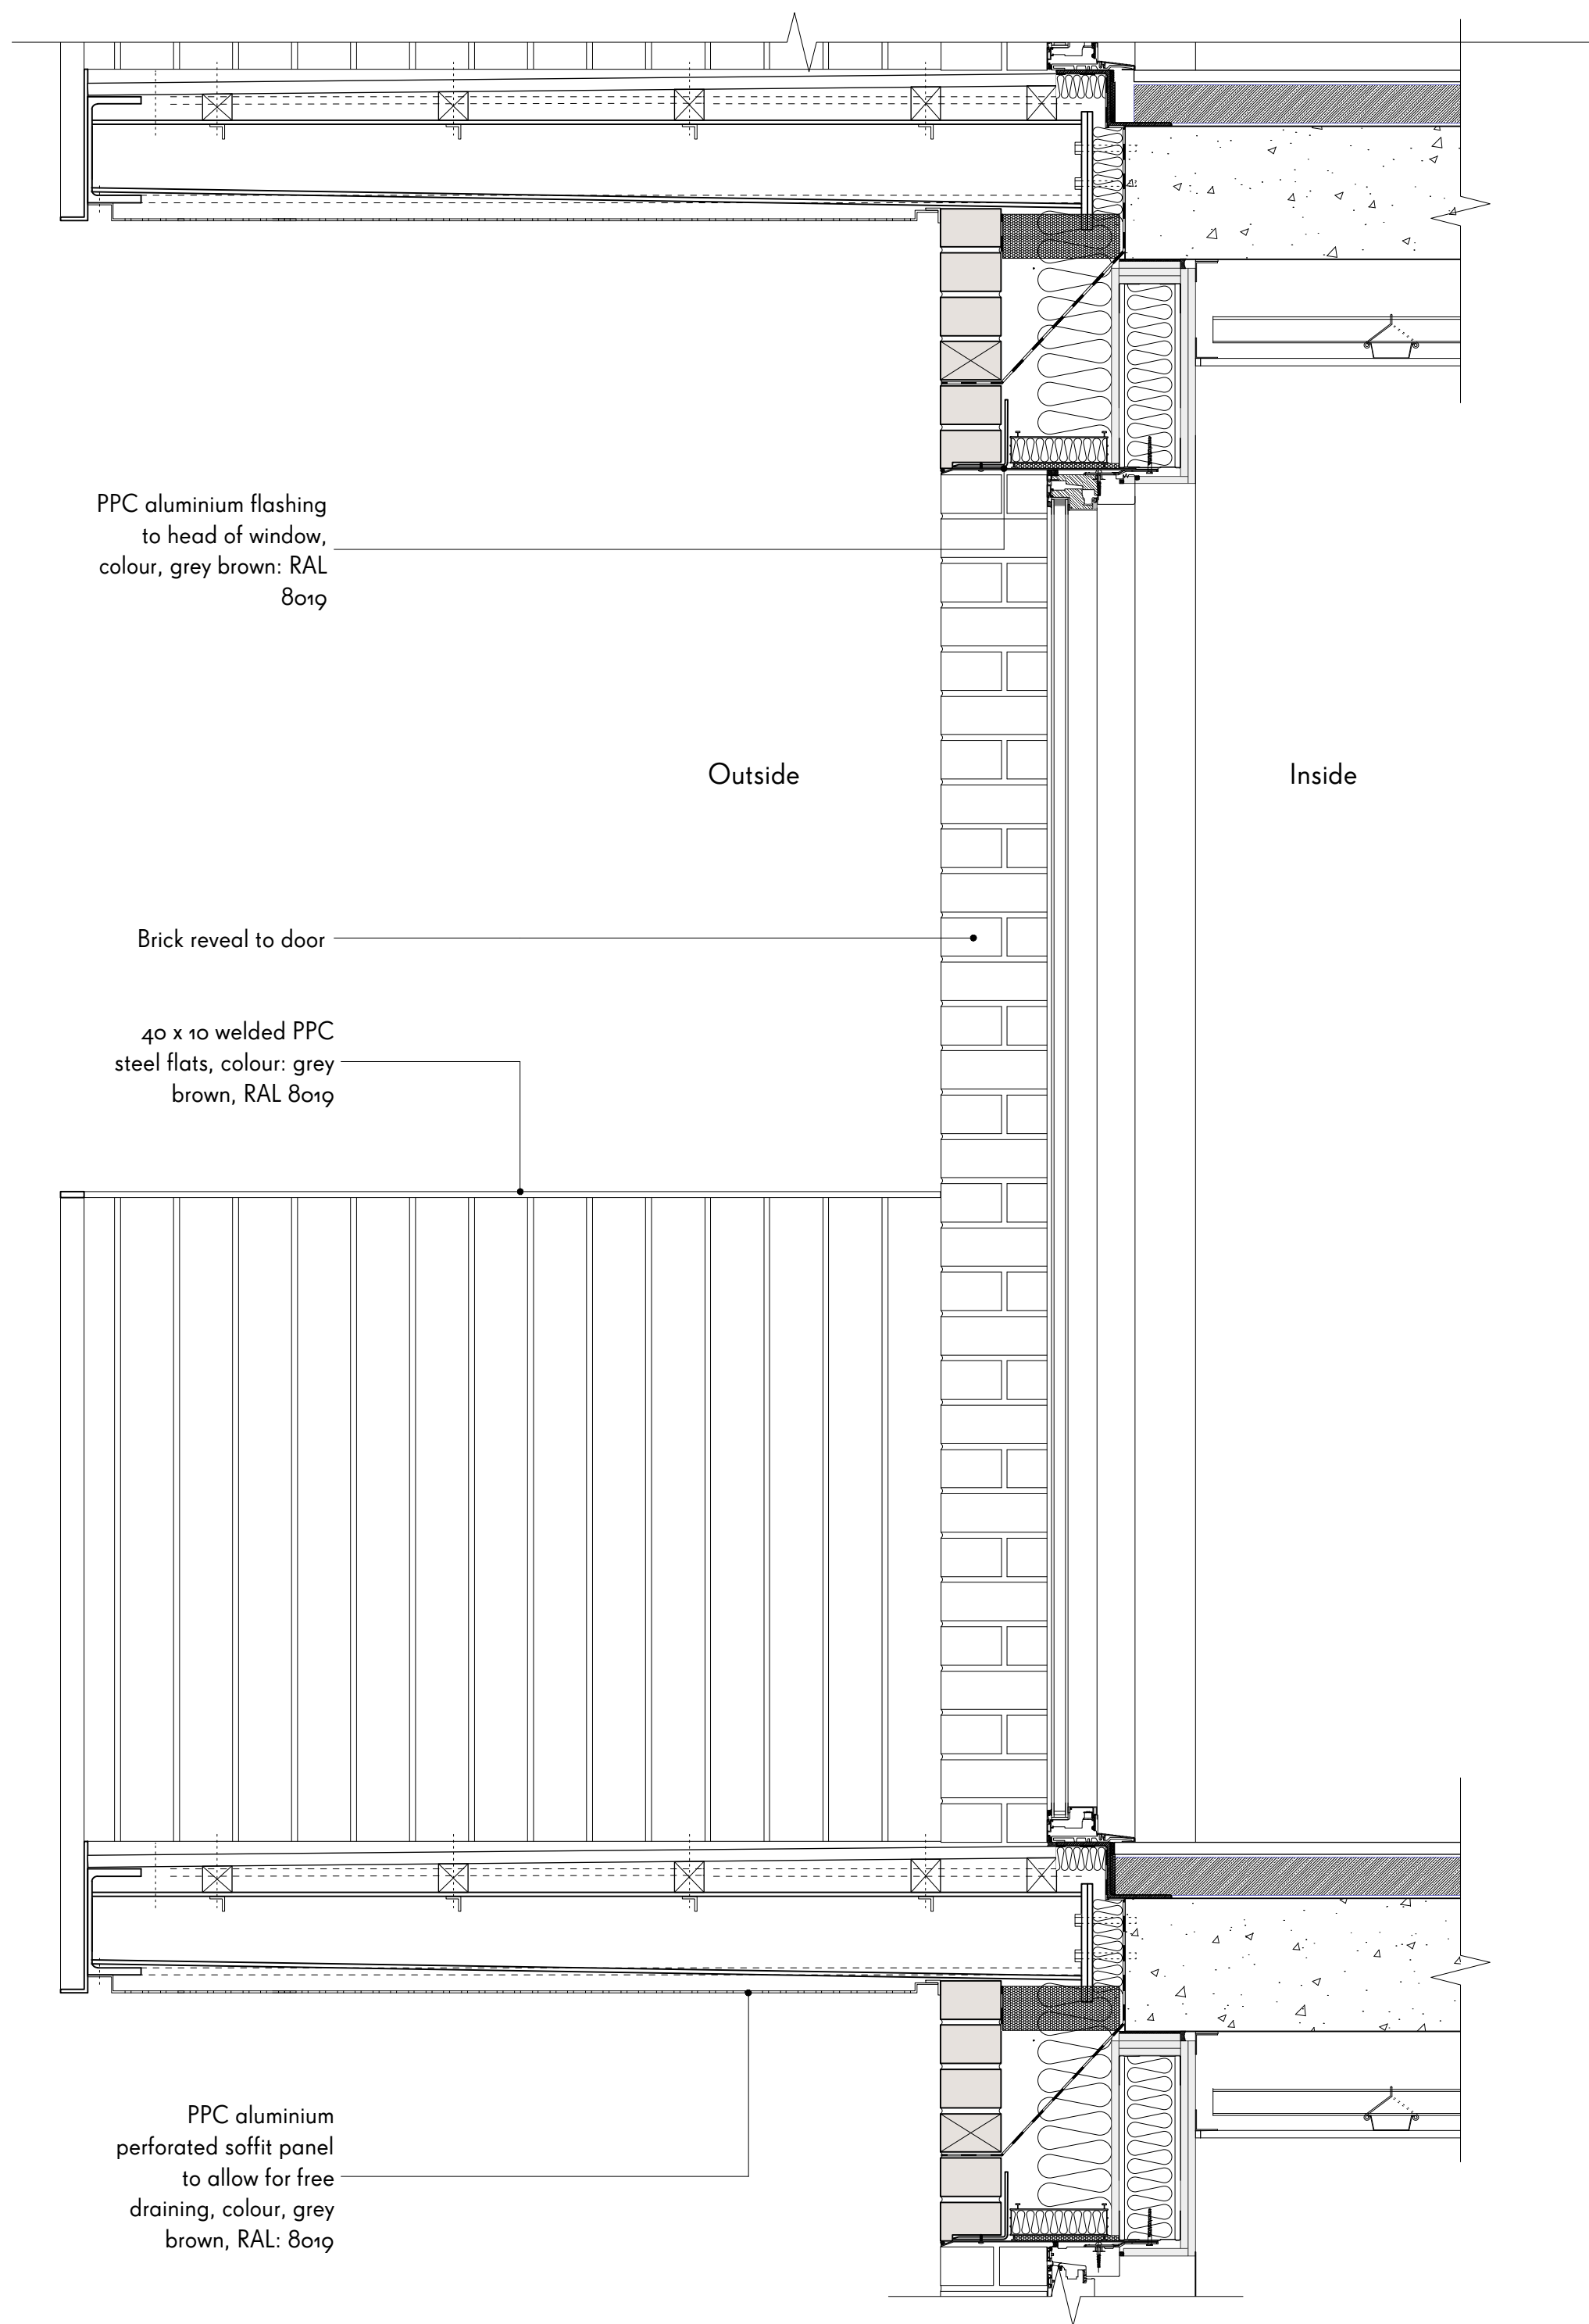 PPC aluminium flashing
to head of window,
colour, grey brown: RAL
8019
Outside
Inside
Brick reveal to door
40 x 10 welded PPC
steel flats, colour: grey
brown, RAL 8019
PPC aluminium
perforated soffit panel
to allow for free
draining, colour, grey
brown, RAL: 8019